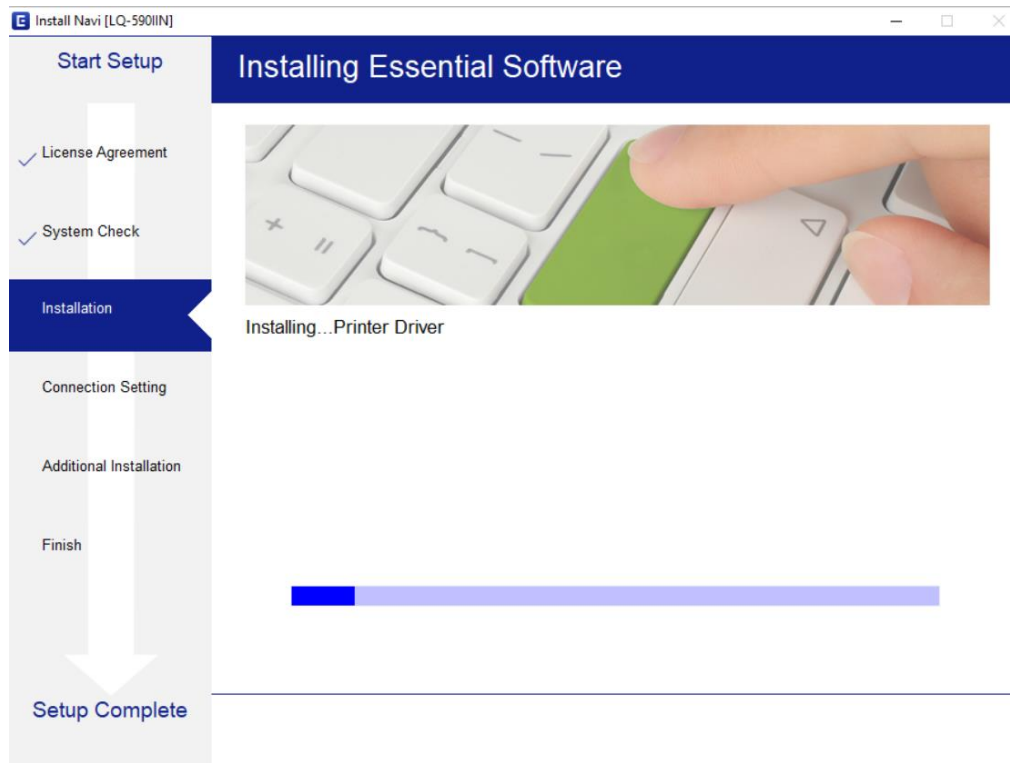 Install Navi [LQ-590IIN]
Start Setup
Installing Essential Software
License Agreement
System Check
Installation
Installing...Printer Driver
Connection Setting
Additional Installation
Finish
Setup Complete